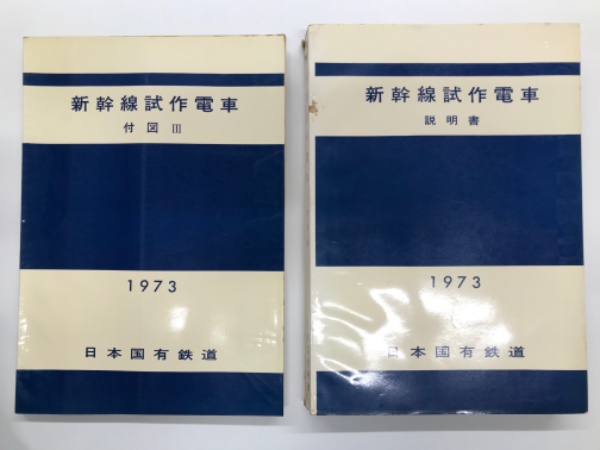 新幹線試作電車
付図 III
1973
日本国有鉄道
新幹線試作電車
説明書
1973
日本国有鉄道